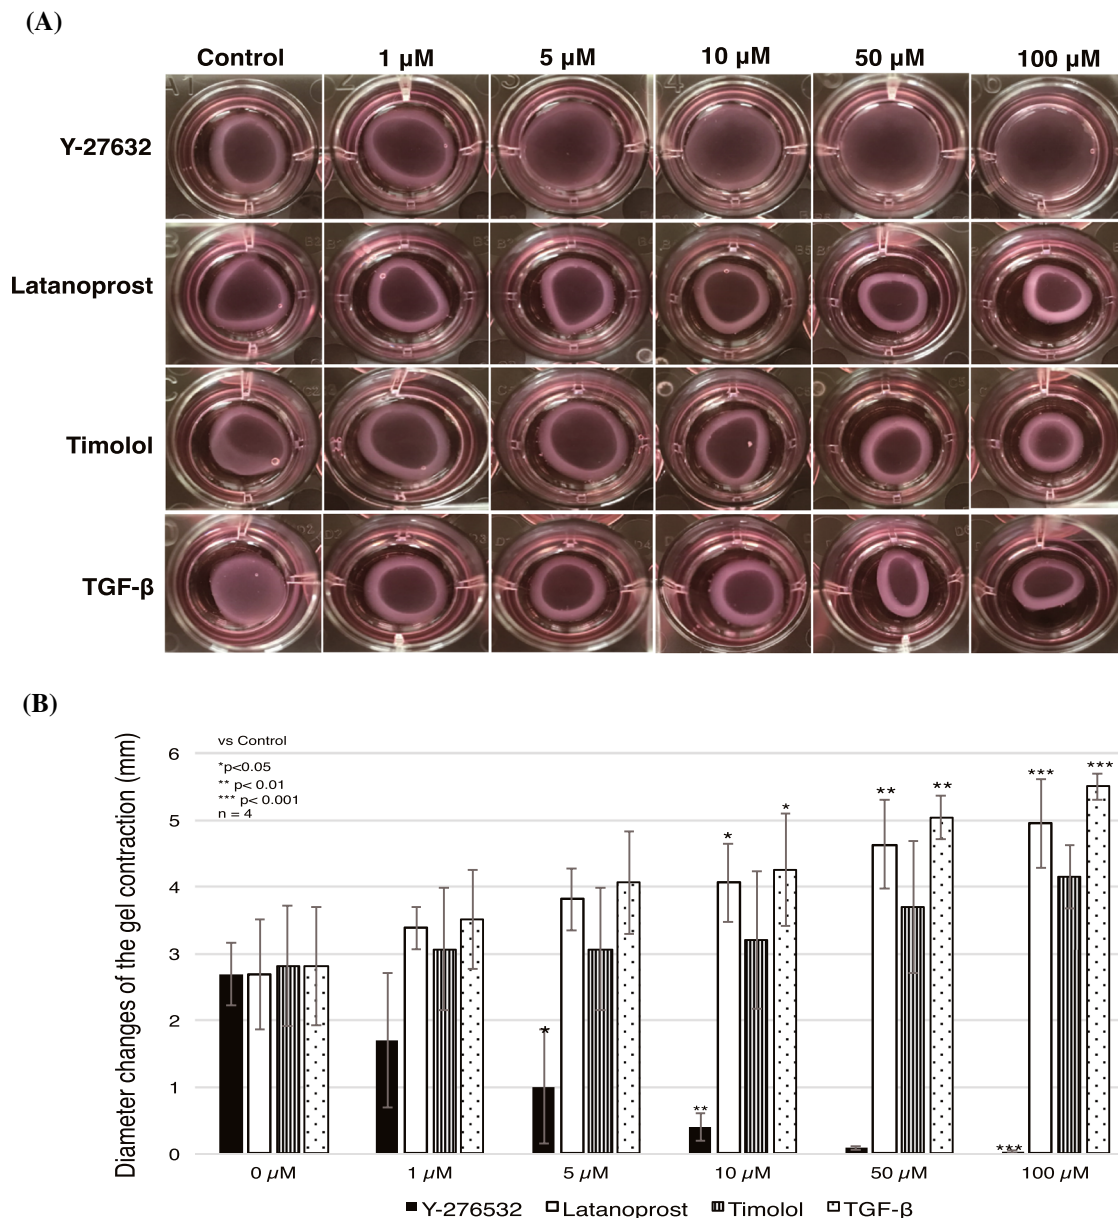 (A)
Control 1 µM 5 µM 10 µM 50 µM 100 µM
Y-27632
Latanoprost
Timolol
TGF-β
(B)
Diameter changes of the gel contraction (mm)
vs Control
*p<0.05
** p< 0.01
*** p< 0.001
n = 4
6
5
4
3
2
1
0
* ** *** * ** *** * ** ***
0 µM 1 µM 5 µM 10 µM 50 µM 100 µM
Y-276532 Latanoprost Timolol TGF-β